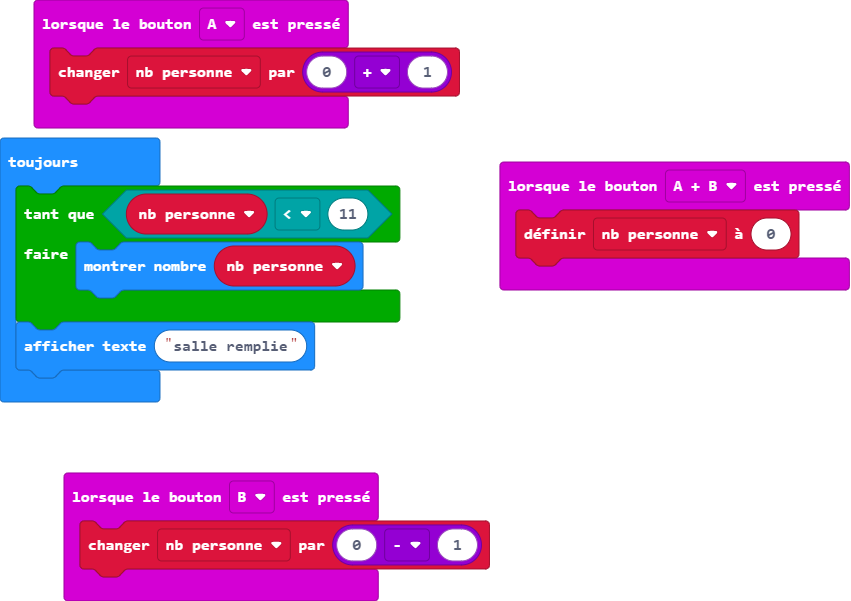 lorsque le bouton A est pressé
changer nb personne par 0 + 1
toujours
tant que nb personne < 11
faire
montrer nombre nb personne
afficher texte "salle remplie"
lorsque le bouton A + B est pressé
définir nb personne à 0
lorsque le bouton B est pressé
changer nb personne par 0 - 1